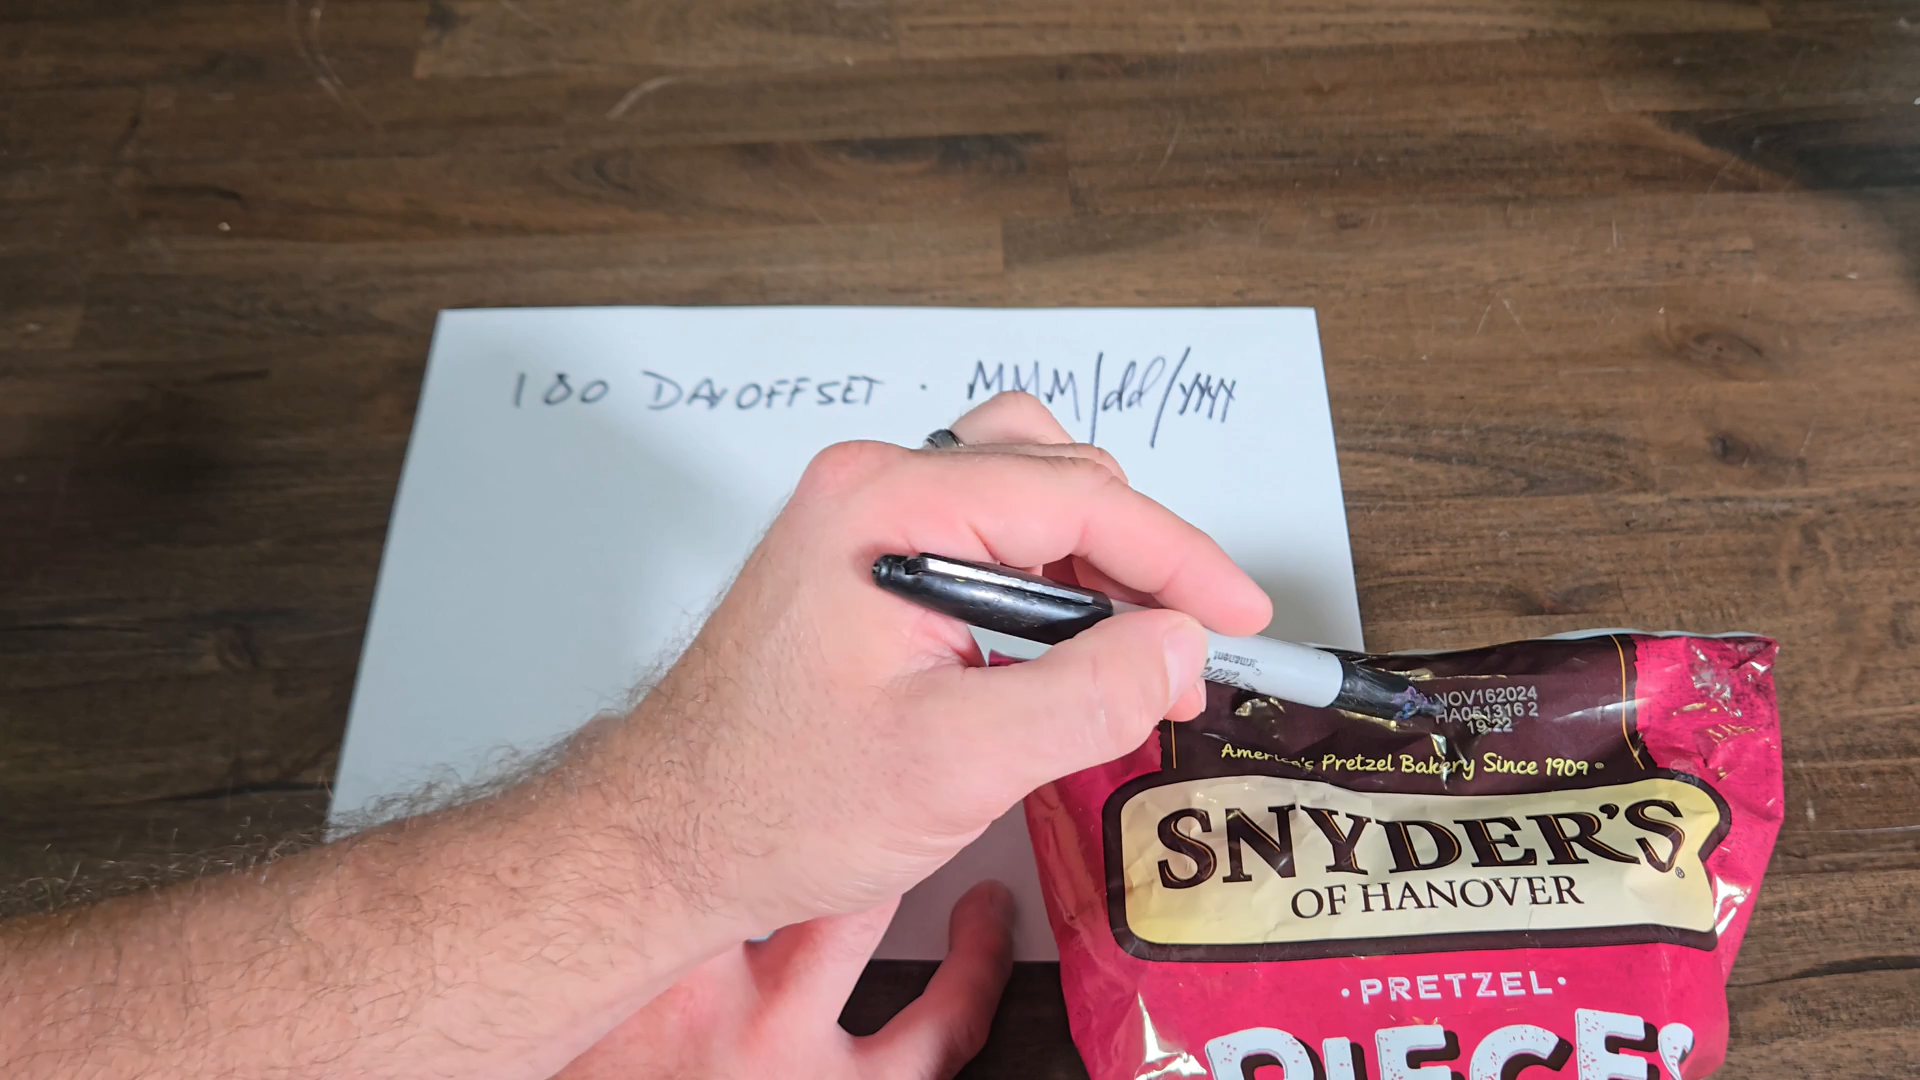 180 DAY OFFSET · MMM/dd/yyyy
NOV162024
HA051316 2
19:22
America's Pretzel Bakery Since 1909 ®
SNYDER'S
OF HANOVER ®
·PRETZEL·
PIECES